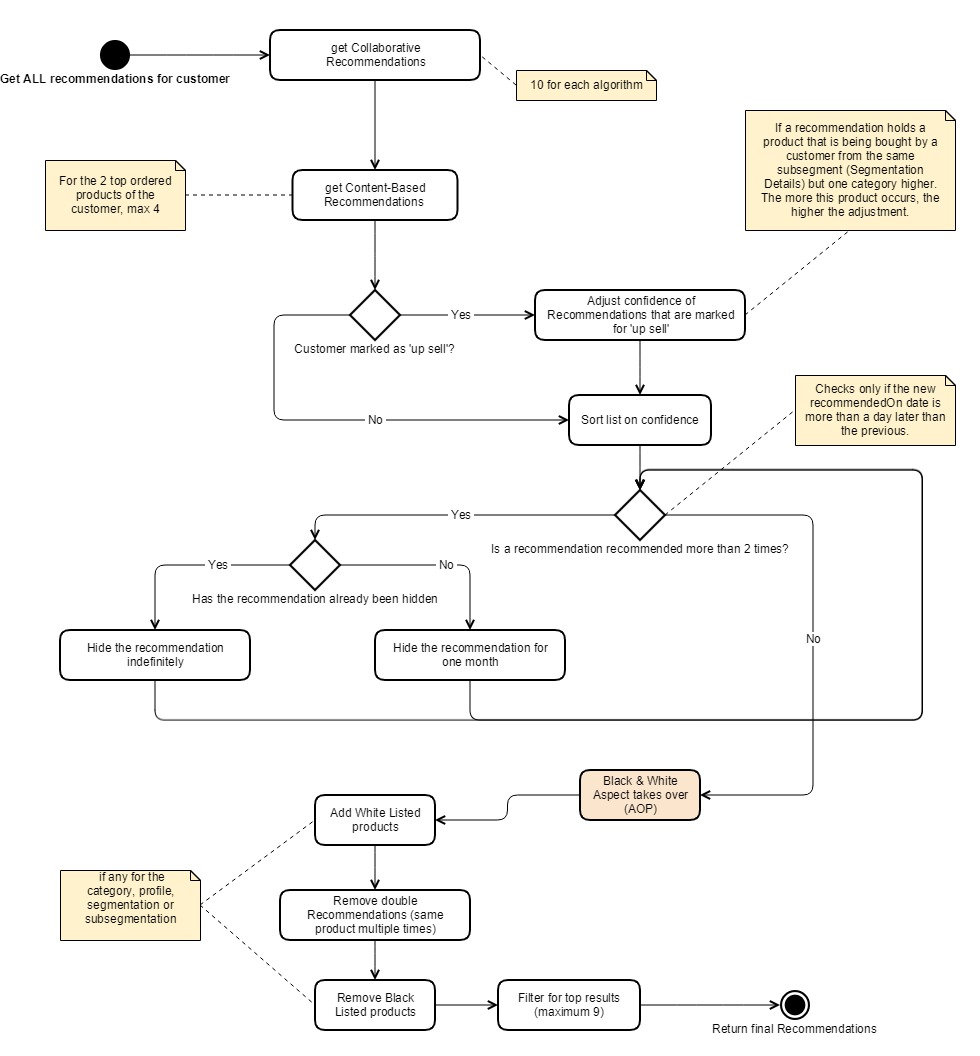 get Collaborative
Recommendations
Get ALL recommendations for customer
10 for each algorithm
If a recommendation holds a
product that is being bought by a
customer from the same
subsegment (Segmentation
Details) but one category higher.
The more this product occurs, the
higher the adjustment.
For the 2 top ordered
products of the
customer, max 4
get Content-Based
Recommendations
Yes
Adjust confidence of
Recommendations that are marked
for 'up sell'
Customer marked as 'up sell'?
Checks only if the new
recommendedOn date is
more than a day later than
the previous.
No
Sort list on confidence
Yes
Is a recommendation recommended more than 2 times?
Yes
No
Has the recommendation already been hidden
Hide the recommendation
indefinitely
Hide the recommendation for
one month
No
Black & White
Aspect takes over
(AOP)
Add White Listed
products
if any for the
category, profile,
segmentation or
subsegmentation
Remove double
Recommendations (same
product multiple times)
Remove Black
Listed products
Filter for top results
(maximum 9)
Return final Recommendations